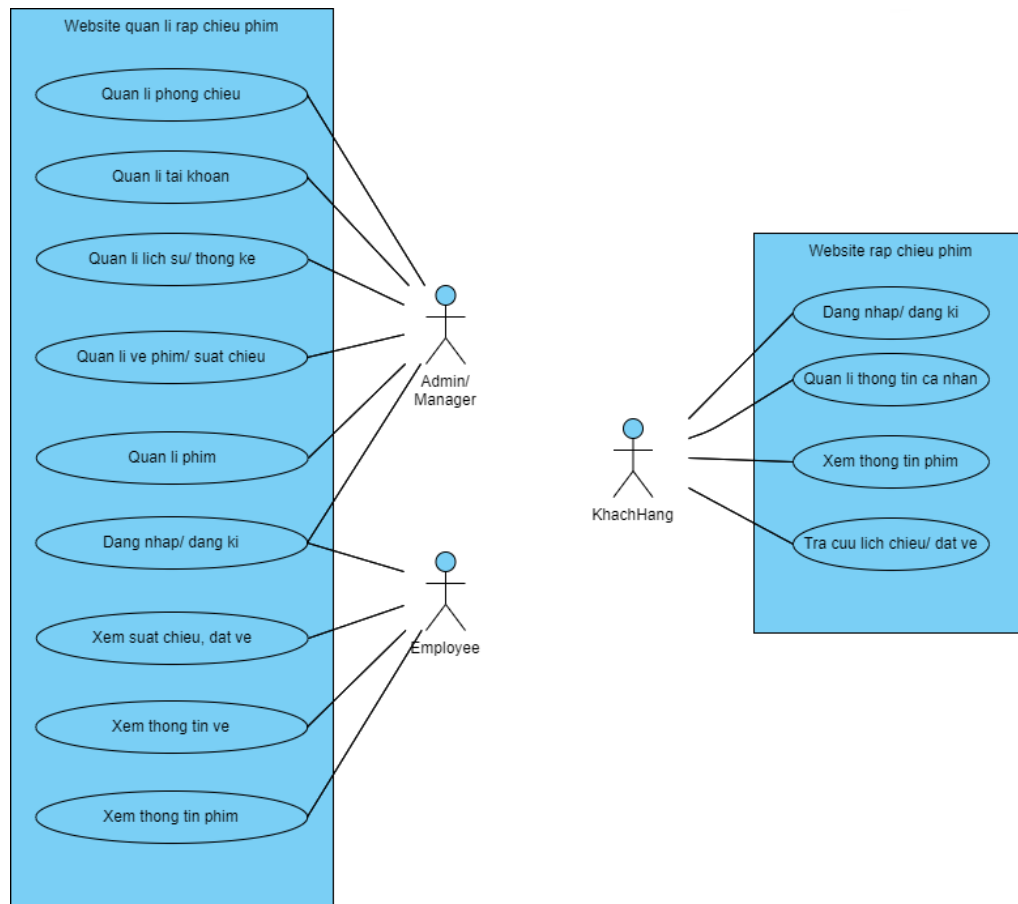 Website quan li rap chieu phim
Quan li phong chieu
Quan li tai khoan
Quan li lich su/ thong ke
Quan li ve phim/ suat chieu
Quan li phim
Dang nhap/ dang ki
Xem suat chieu, dat ve
Xem thong tin ve
Xem thong tin phim
Admin/
Manager
Employee
KhachHang
Website rap chieu phim
Dang nhap/ dang ki
Quan li thong tin ca nhan
Xem thong tin phim
Tra cuu lich chieu/ dat ve